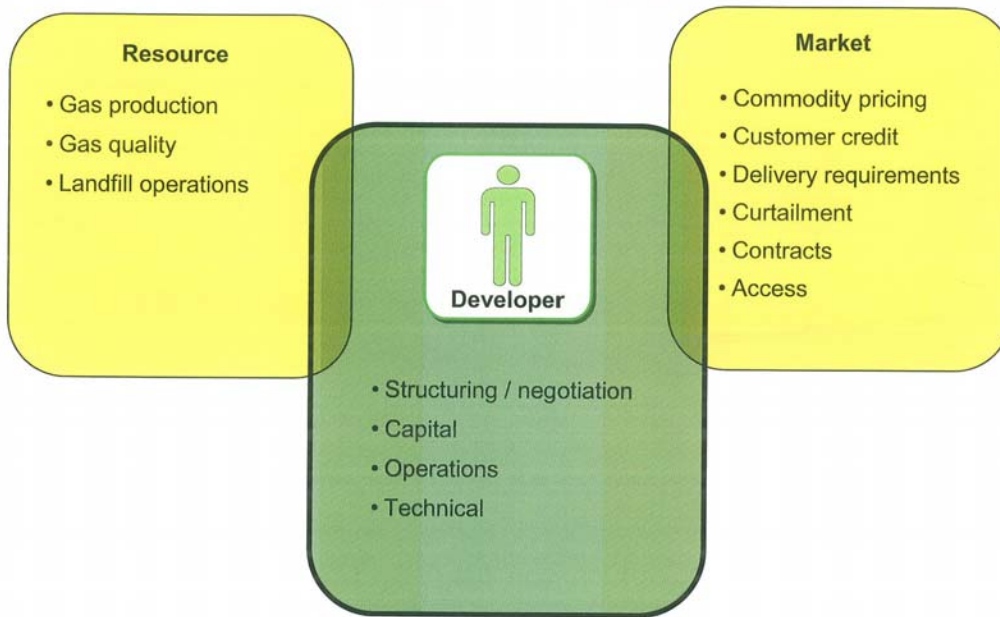 Resource
• Gas production
• Gas quality
• Landfill operations
Developer
• Structuring / negotiation
• Capital
• Operations
• Technical
Market
• Commodity pricing
• Customer credit
• Delivery requirements
• Curtailment
• Contracts
• Access